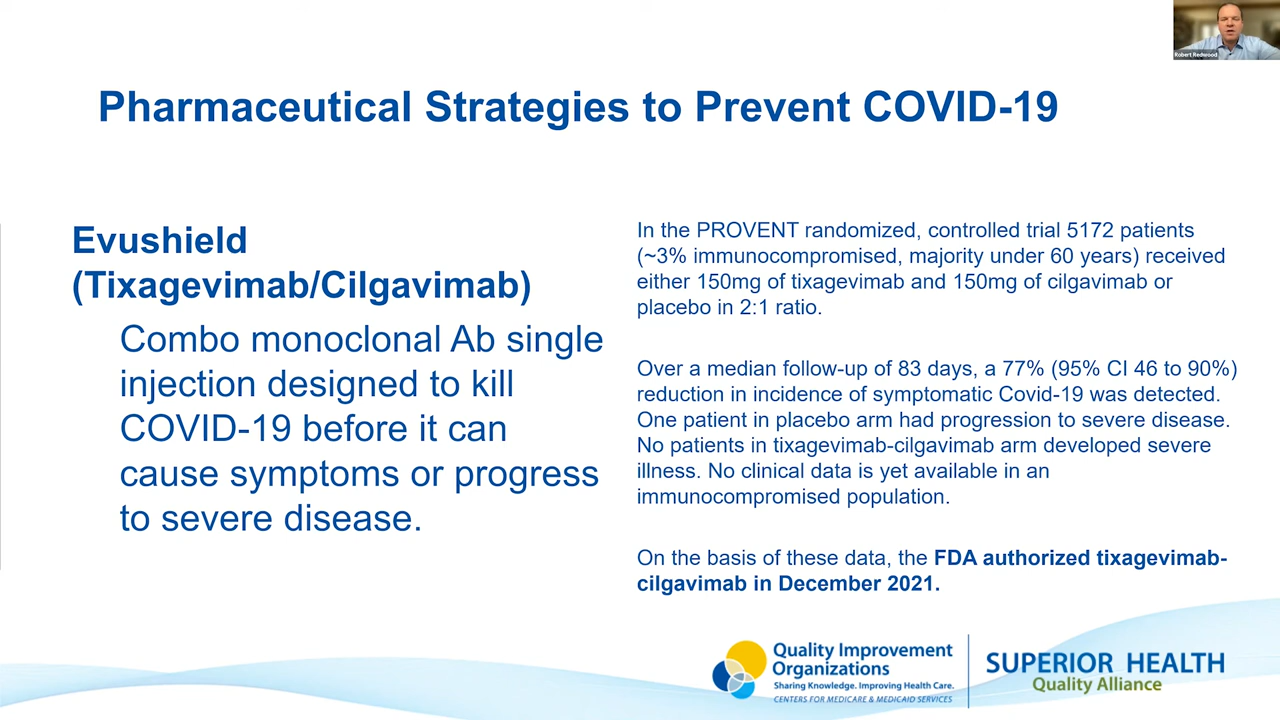 Robert Redwood
Pharmaceutical Strategies to Prevent COVID-19
Evushield
(Tixagevimab/Cilgavimab)
Combo monoclonal Ab single
injection designed to kill
COVID-19 before it can
cause symptoms or progress
to severe disease.
In the PROVENT randomized, controlled trial 5172 patients
(~3% immunocompromised, majority under 60 years) received
either 150mg of tixagevimab and 150mg of cilgavimab or
placebo in 2:1 ratio.
Over a median follow-up of 83 days, a 77% (95% CI 46 to 90%)
reduction in incidence of symptomatic Covid-19 was detected.
One patient in placebo arm had progression to severe disease.
No patients in tixagevimab-cilgavimab arm developed severe
illness. No clinical data is yet available in an
immunocompromised population.
On the basis of these data, the FDA authorized tixagevimab-
cilgavimab in December 2021.
Quality Improvement
Organizations
Sharing Knowledge. Improving Health Care.
CENTERS FOR MEDICARE & MEDICAID SERVICES
SUPERIOR HEALTH
Quality Alliance